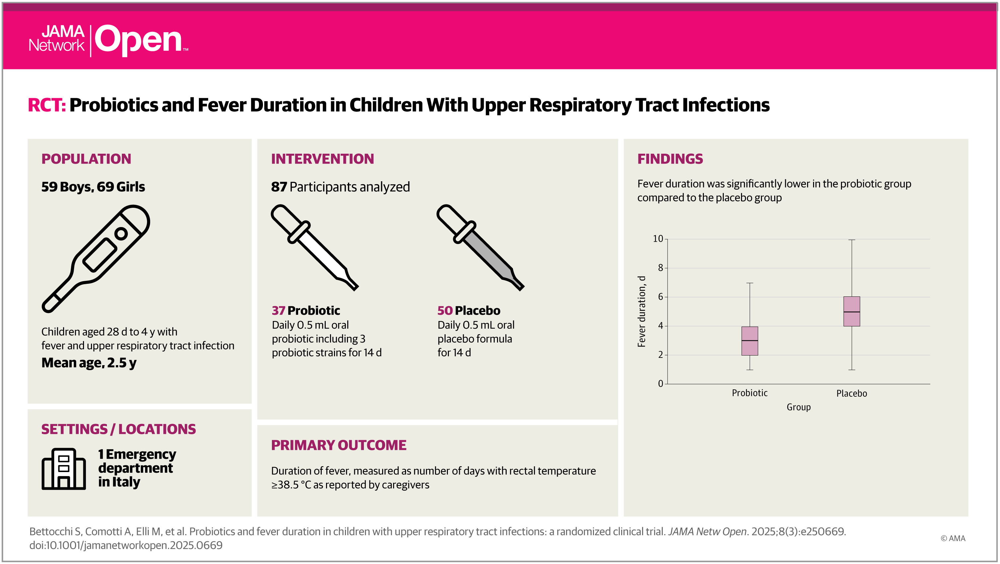 JAMA
Network
Open™
RCT: Probiotics and Fever Duration in Children With Upper Respiratory Tract Infections
POPULATION
59 Boys, 69 Girls
Children aged 28 d to 4 y with
fever and upper respiratory tract infection
Mean age, 2.5 y
SETTINGS / LOCATIONS
1 Emergency
department
in Italy
INTERVENTION
87 Participants analyzed
37 Probiotic
Daily 0.5 mL oral
probiotic including 3
probiotic strains for 14 d
50 Placebo
Daily 0.5 mL oral
placebo formula
for 14 d
PRIMARY OUTCOME
Duration of fever, measured as number of days with rectal temperature
≥38.5 °C as reported by caregivers
FINDINGS
Fever duration was significantly lower in the probiotic group
compared to the placebo group
Fever duration, d
10
8
6
4
2
0
Probiotic
Placebo
Group
Bettocchi S, Comotti A, Elli M, et al. Probiotics and fever duration in children with upper respiratory tract infections: a randomized clinical trial. JAMA Netw Open. 2025;8(3):e250669.
doi:10.1001/jamanetworkopen.2025.0669
© AMA